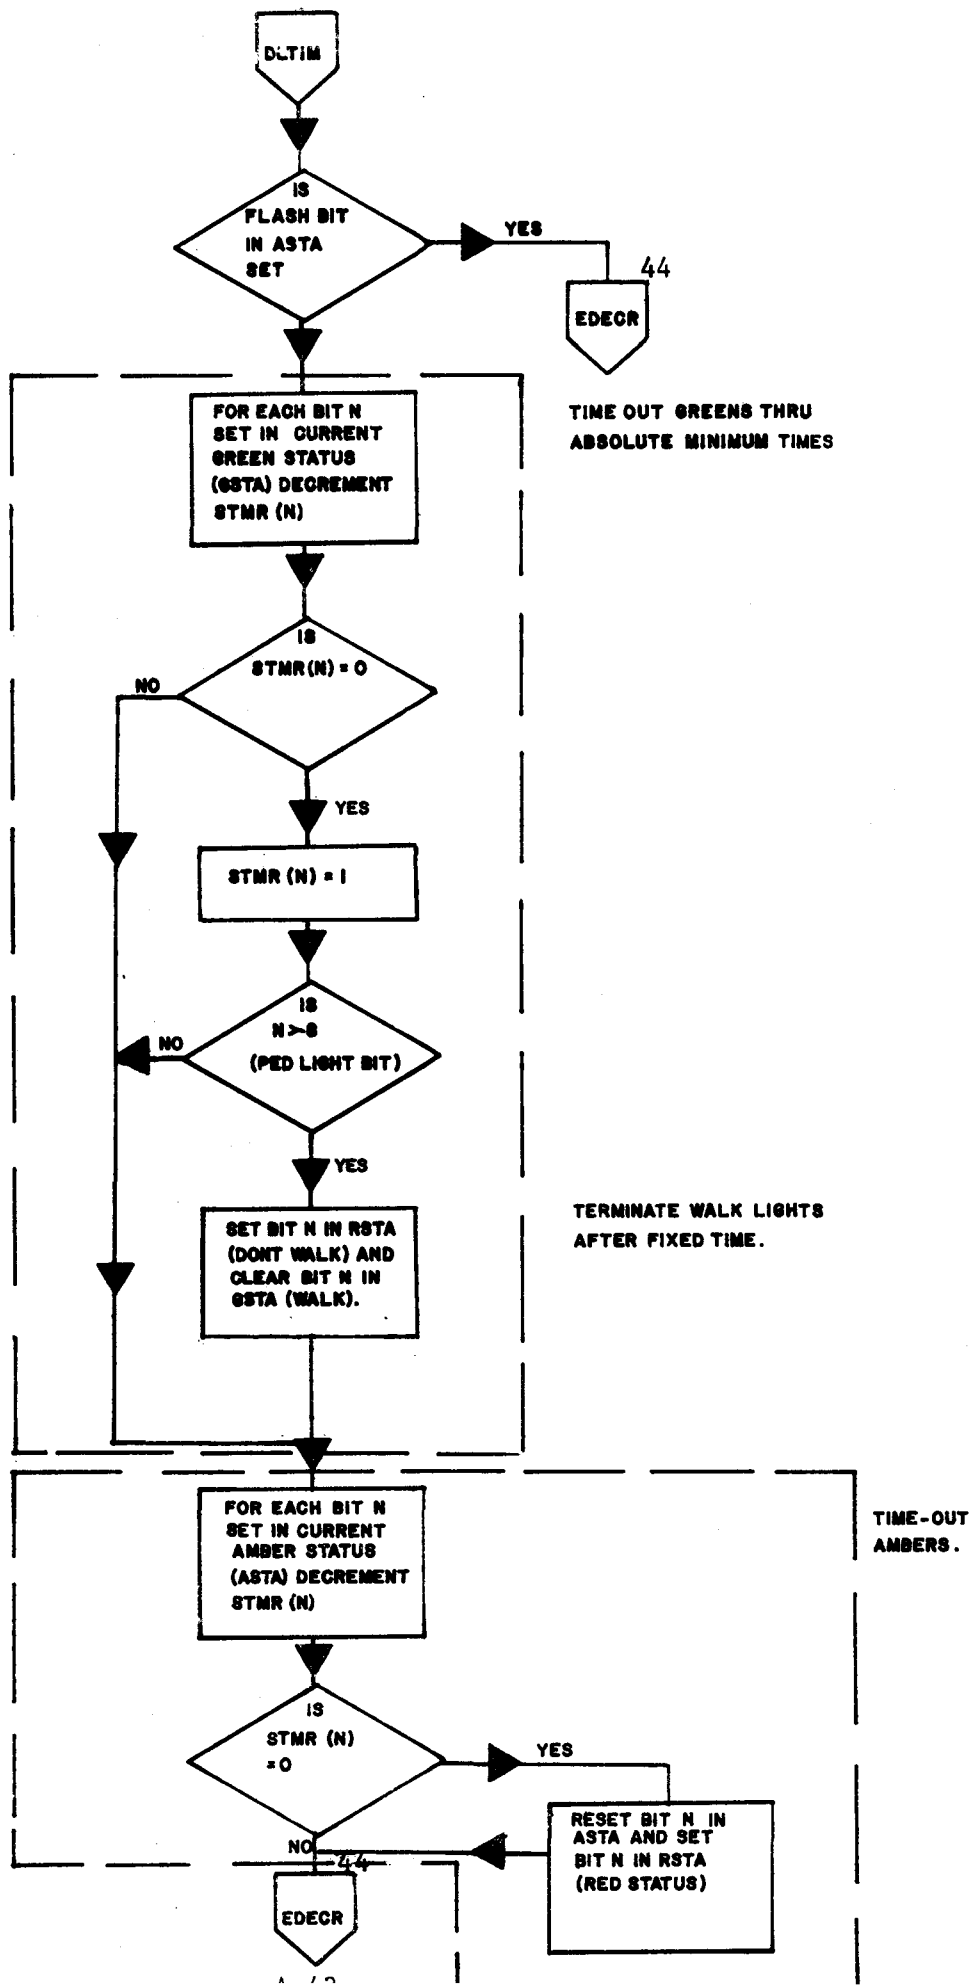 DLTIM
IS
FLASH BIT
IN ASTA
SET
YES
44
EDECR
TIME OUT GREENS THRU
ABSOLUTE MINIMUM TIMES
FOR EACH BIT N
SET IN CURRENT
GREEN STATUS
(GSTA) DECREMENT
STMR (N)
IS
STMR (N) = 0
NO
YES
STMR (N) = 1
IS
N > 8
(PED LIGHT BIT)
NO
YES
SET BIT N IN RSTA
(DONT WALK) AND
CLEAR BIT N IN
GSTA (WALK).
TERMINATE WALK LIGHTS
AFTER FIXED TIME.
FOR EACH BIT N
SET IN CURRENT
AMBER STATUS
(ASTA) DECREMENT
STMR (N)
TIME-OUT
AMBERS.
IS
STMR (N)
= 0
YES
RESET BIT N IN
ASTA AND SET
BIT N IN RSTA
(RED STATUS)
NO
44
EDECR